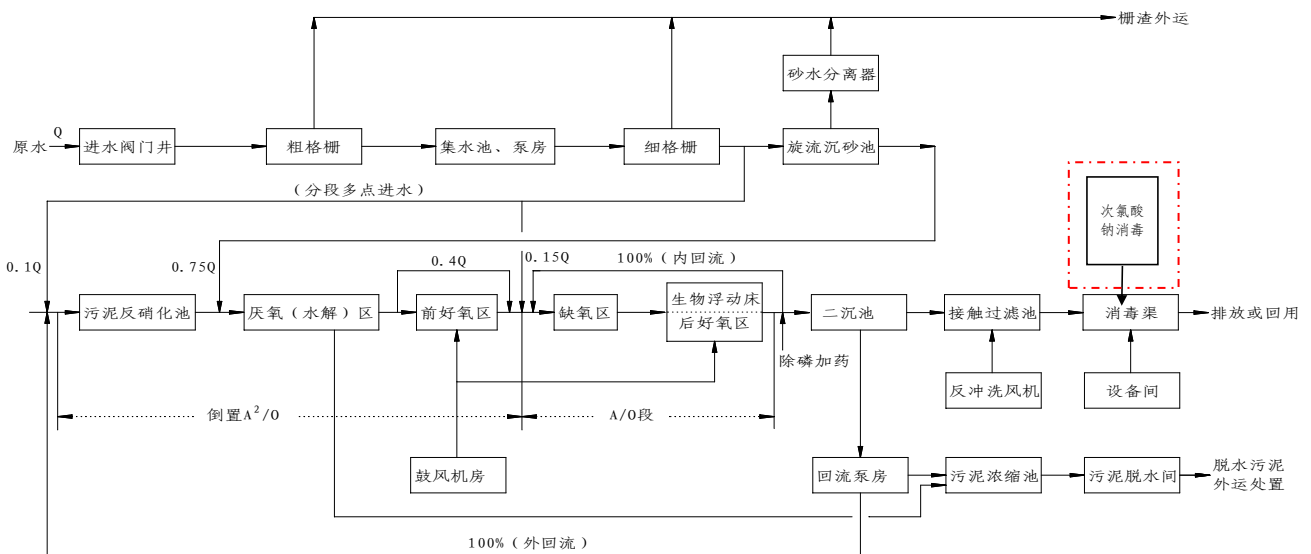 栅渣外运
砂水分离器
原水
Q
进水阀门井
粗格栅
集水池、泵房
细格栅
旋流沉砂池
(分段多点进水)
次氯酸
钠消毒
0.1Q
0.75Q
0.4Q
0.15Q
100%(内回流)
污泥反硝化池
厌氧(水解)区
前好氧区
缺氧区
生物浮动床
后好氧区
二沉池
接触过滤池
消毒渠
排放或回用
除磷加药
反冲洗风机
设备间
倒置A²/O
A/O段
鼓风机房
回流泵房
污泥浓缩池
污泥脱水间
脱水污泥
外运处置
100%(外回流)